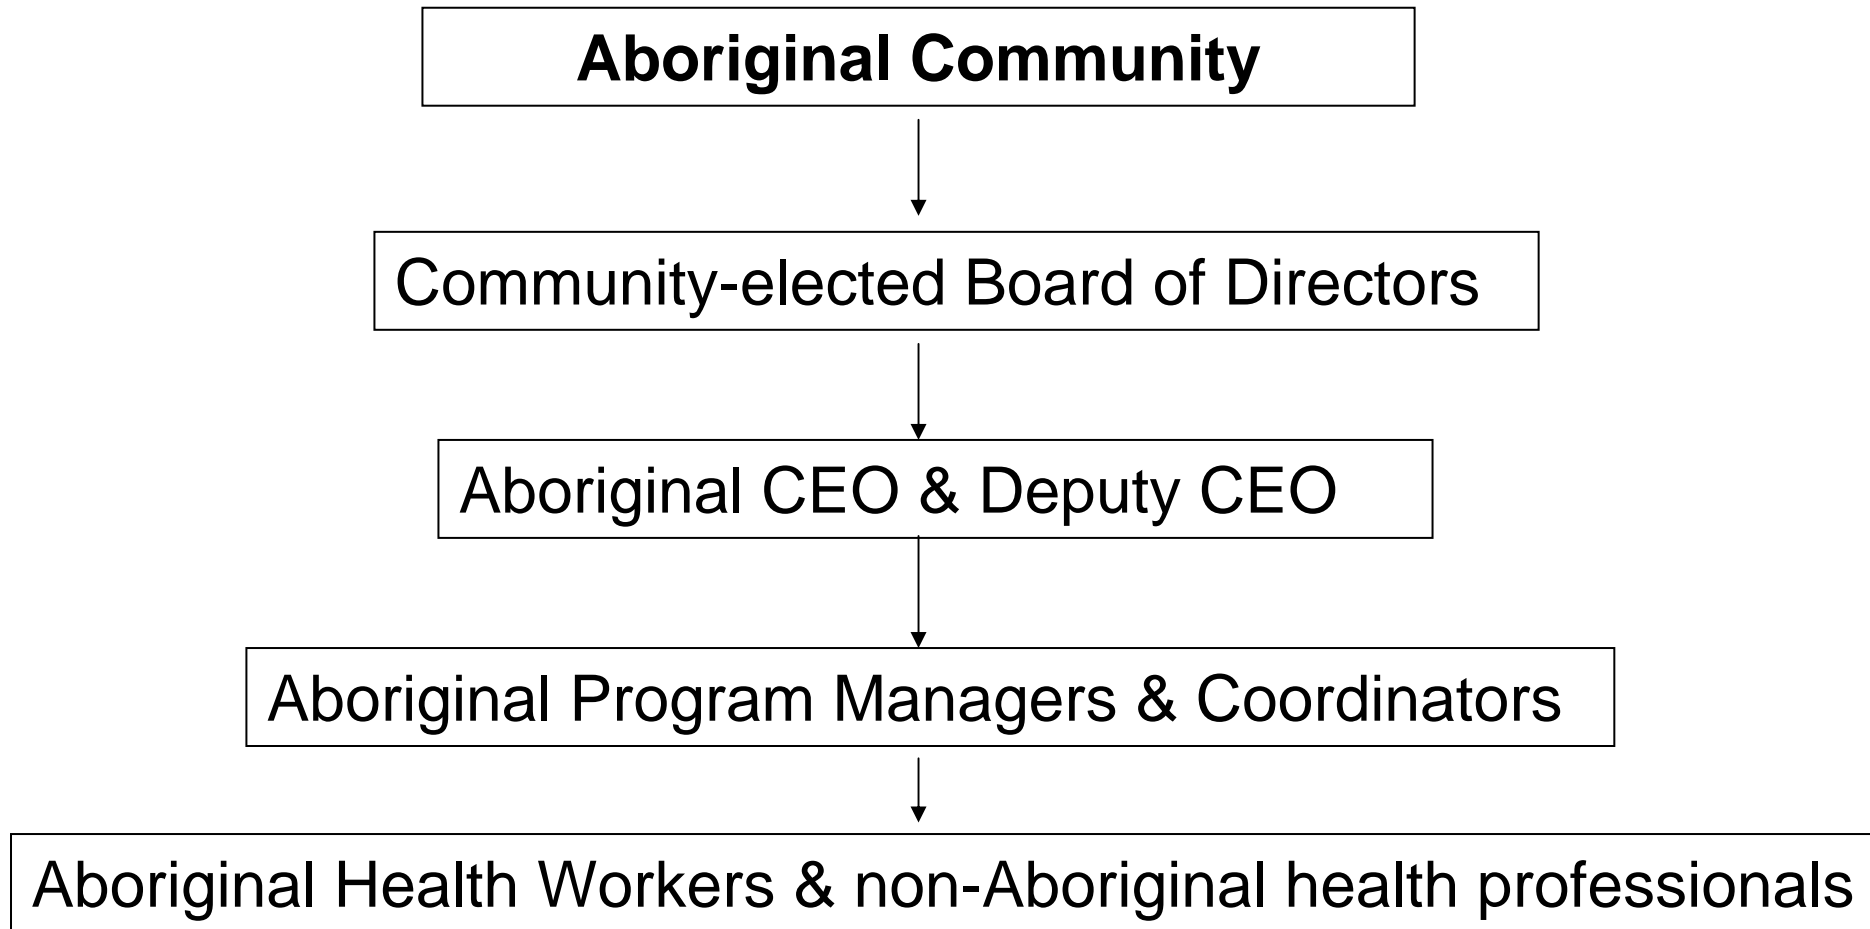 Aboriginal Community
Community-elected Board of Directors
Aboriginal CEO & Deputy CEO
Aboriginal Program Managers & Coordinators
Aboriginal Health Workers & non-Aboriginal health professionals